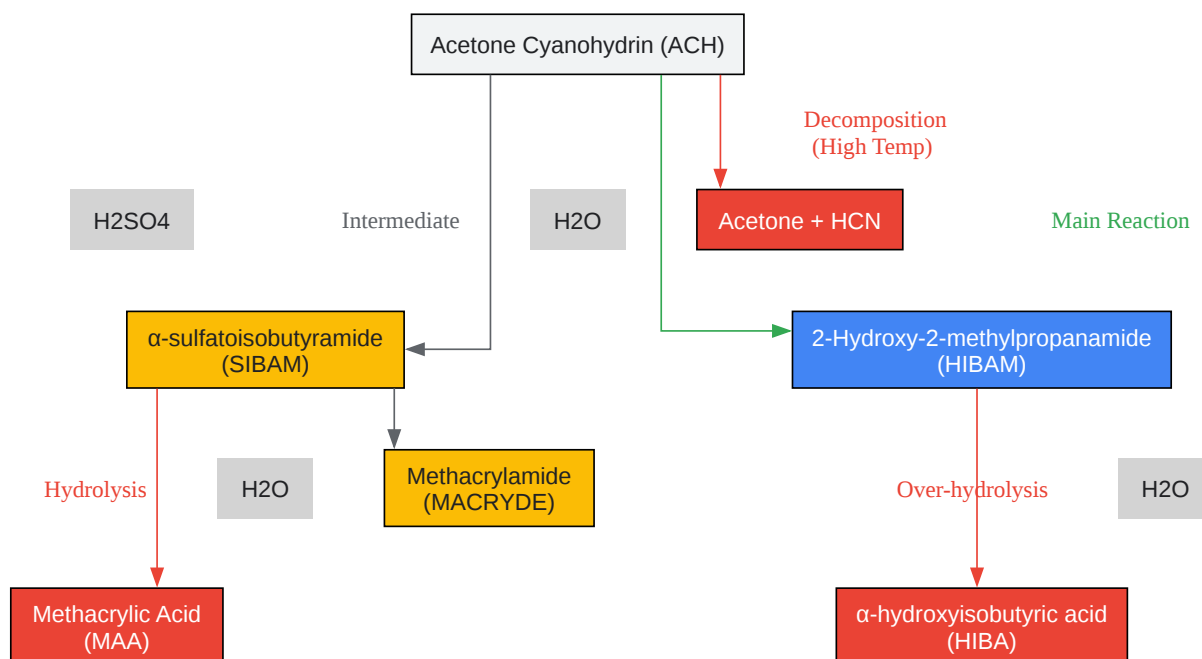 Acetone Cyanohydrin (ACH)
Decomposition
(High Temp)
H2SO4
Intermediate
H2O
Acetone + HCN
Main Reaction
α-sulfatoisobutyramide
(SIBAM)
2-Hydroxy-2-methylpropanamide
(HIBAM)
Hydrolysis
H2O
Methacrylamide
(MACRYDE)
Over-hydrolysis
H2O
Methacrylic Acid
(MAA)
α-hydroxyisobutyric acid
(HIBA)